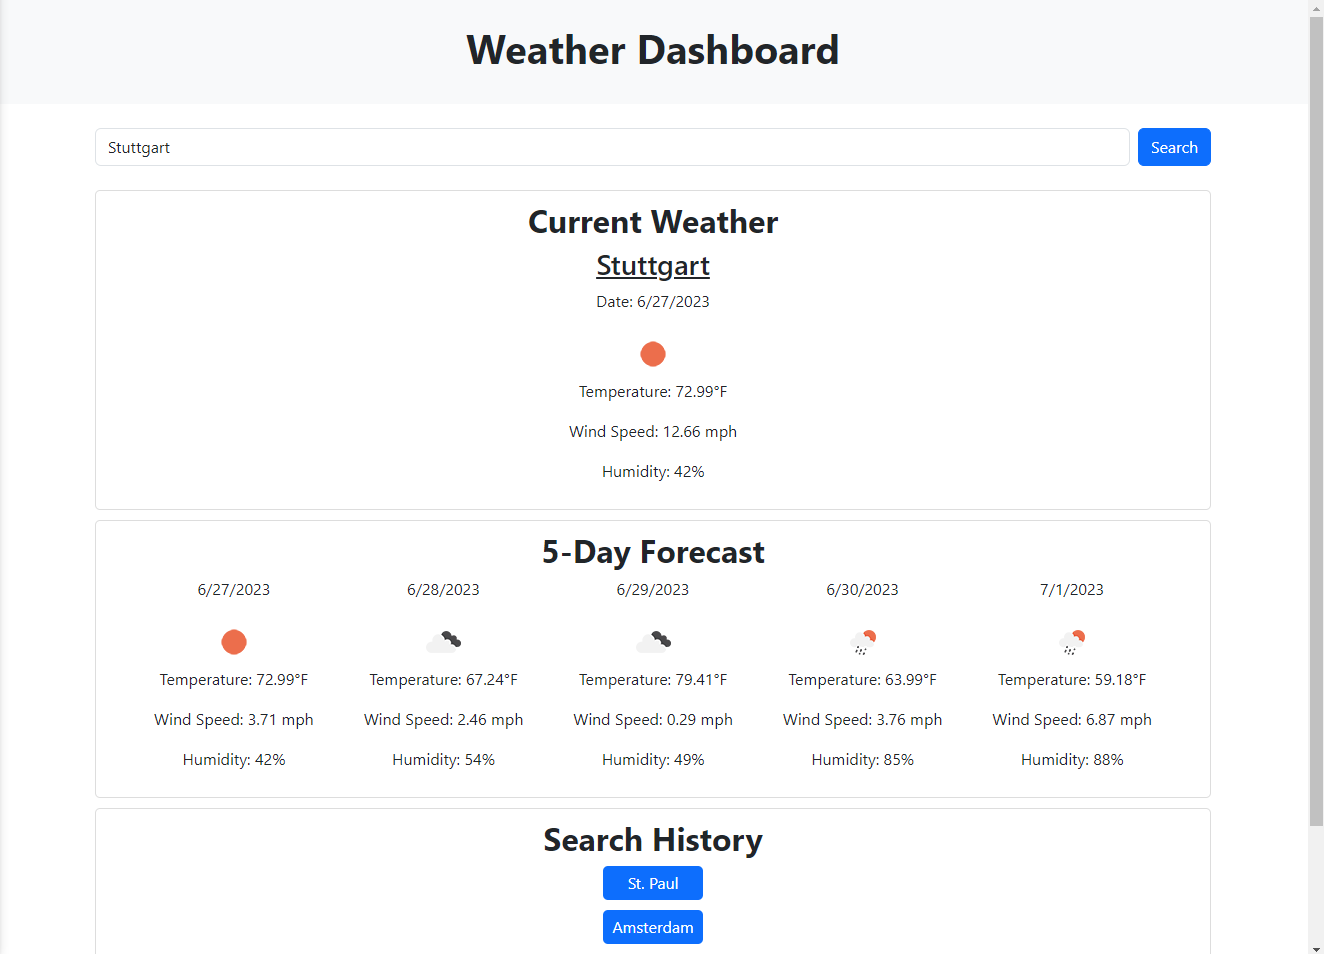 Weather Dashboard
Stuttgart
Search
Current Weather
Stuttgart
Date: 6/27/2023
Temperature: 72.99°F
Wind Speed: 12.66 mph
Humidity: 42%
5-Day Forecast
6/27/2023 6/28/2023 6/29/2023 6/30/2023 7/1/2023
Temperature: 72.99°F Temperature: 67.24°F Temperature: 79.41°F Temperature: 63.99°F Temperature: 59.18°F
Wind Speed: 3.71 mph Wind Speed: 2.46 mph Wind Speed: 0.29 mph Wind Speed: 3.76 mph Wind Speed: 6.87 mph
Humidity: 42% Humidity: 54% Humidity: 49% Humidity: 85% Humidity: 88%
Search History
St. Paul
Amsterdam